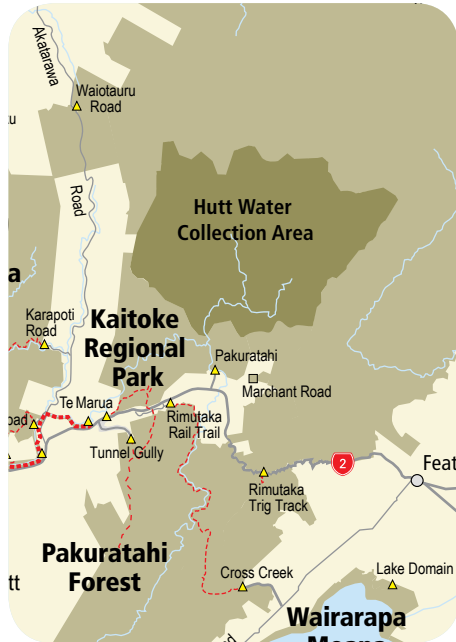 Akatarawa
Waiotauru
Road
Road
Hutt Water
Collection Area
a
Karapoti
Road
Kaitoke
Regional
Park
Pakuratahi
Marchant Road
Te Marua
Rimutaka
Rail Trail
Tunnel Gully
2
Rimutaka
Trig Track
Pakuratahi
Forest
Cross Creek
Lake Domain
Wairarapa